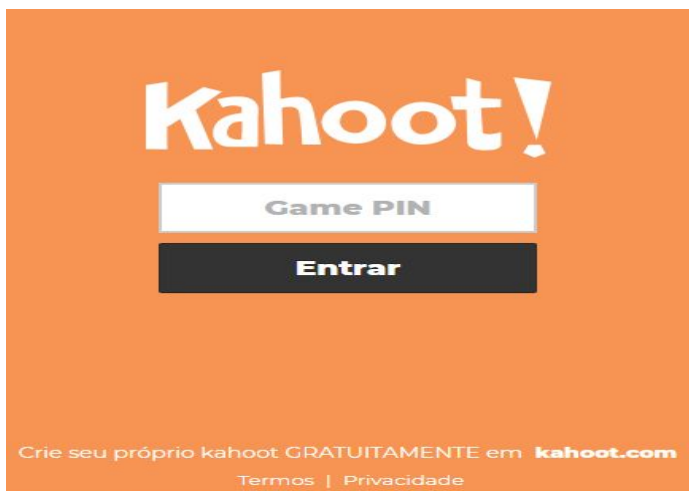 Kahoot!
Game PIN
Entrar
Crie seu próprio kahoot GRATUITAMENTE em kahoot.com
Termos | Privacidade